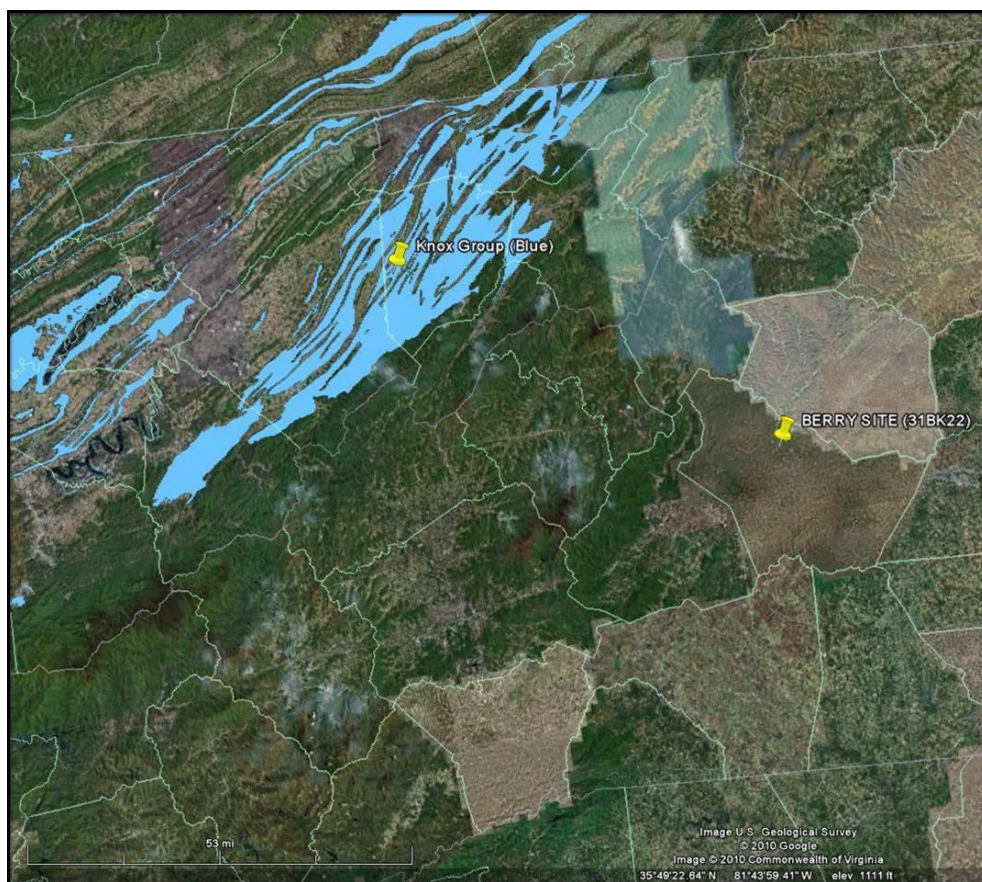 Knox Group (Blue)
BERRY SITE (31BK22)
53 mi
Image U.S. Geological Survey
© 2010 Google
Image © 2010 Commonwealth of Virginia
35°49'22.64" N 81°43'59.41" W elev 1111 ft